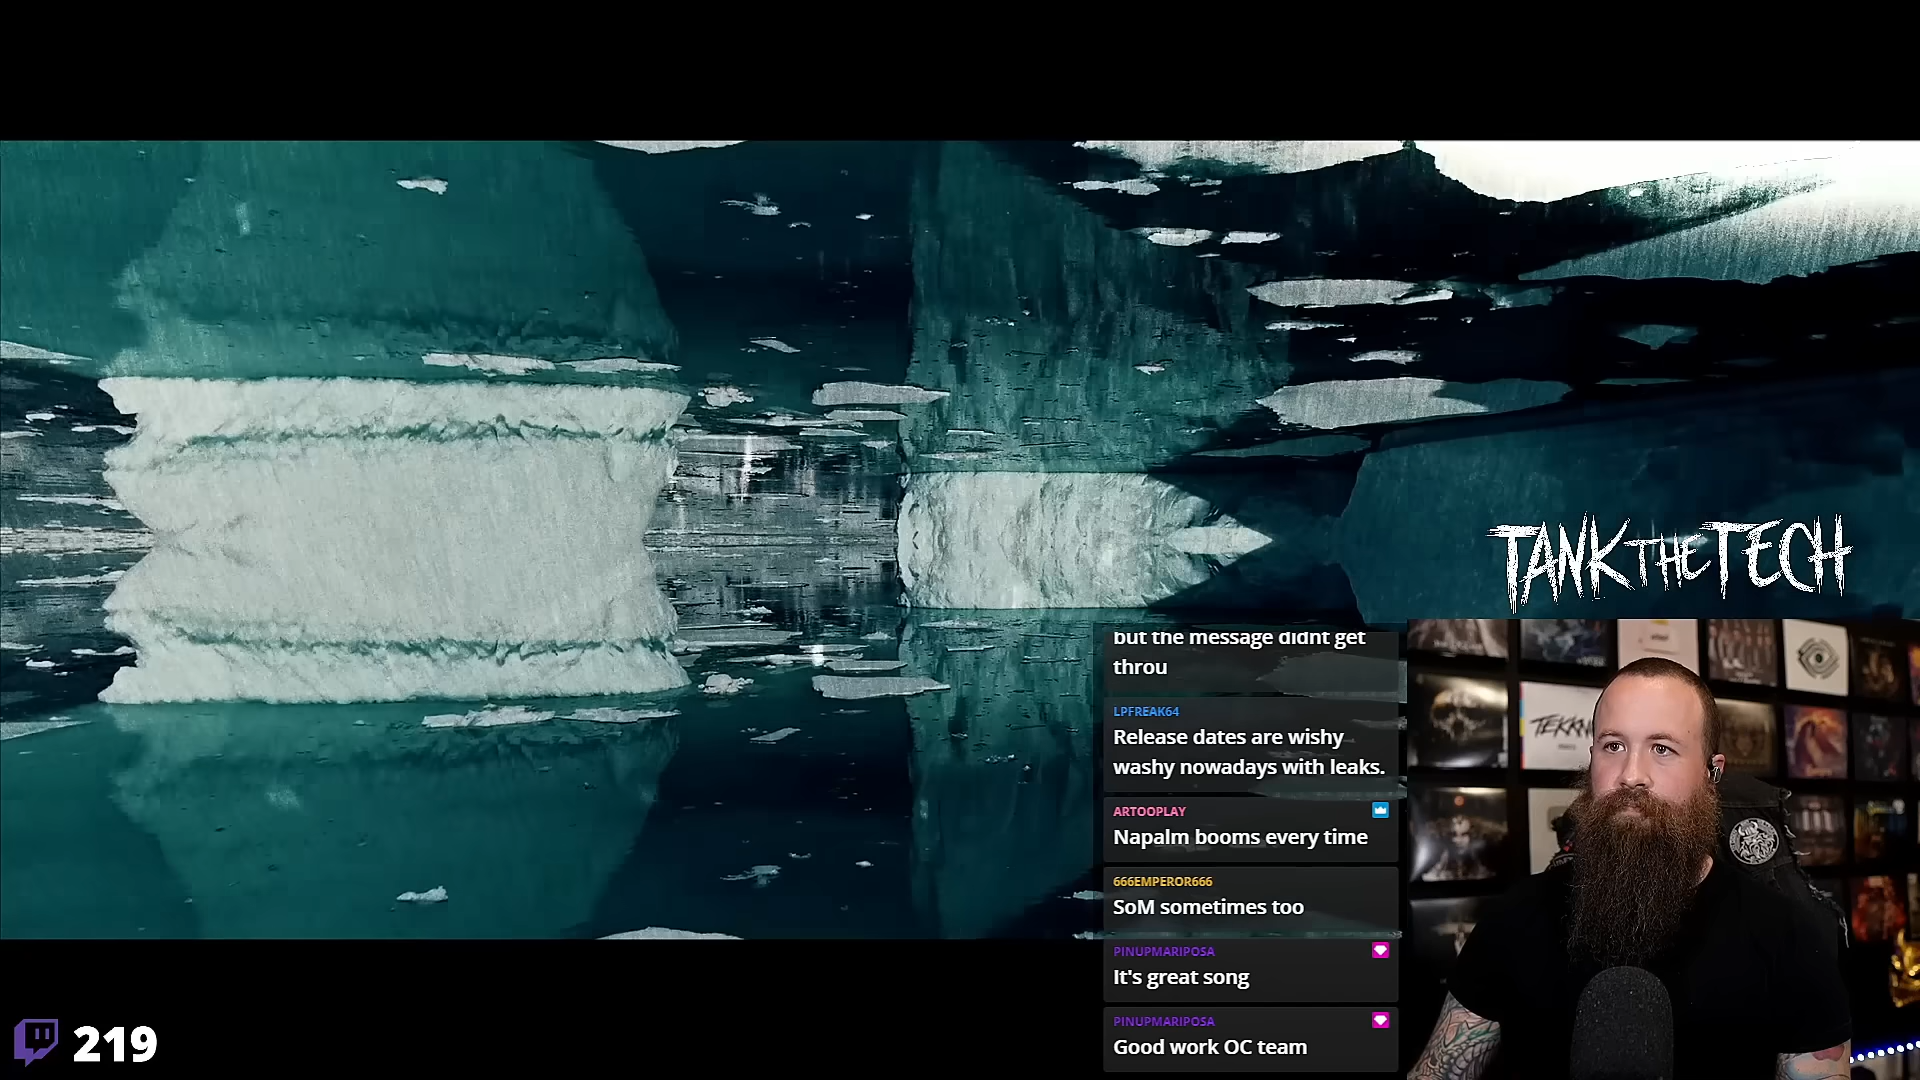 TANK THE TECH
but the message didnt get
throu
LPFREAK64
Release dates are wishy
washy nowadays with leaks.
ARTOOPLAY
Napalm booms every time
666EMPEROR666
SoM sometimes too
PINUPMARIPOSA
It's great song
PINUPMARIPOSA
Good work OC team
219